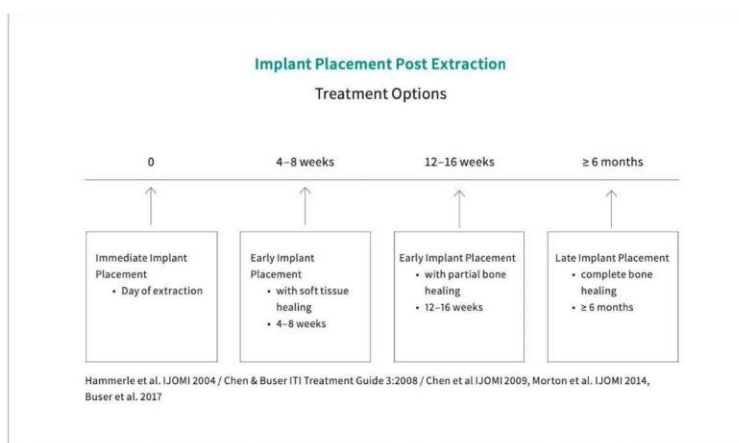 Implant Placement Post Extraction
Treatment Options
0
4–8 weeks
12–16 weeks
≥ 6 months
Immediate Implant
Placement
• Day of extraction
Early Implant
Placement
• with soft tissue
healing
• 4–8 weeks
Early Implant Placement
• with partial bone
healing
• 12–16 weeks
Late Implant Placement
• complete bone
healing
• ≥ 6 months
Hammerle et al. IJOMI 2004 / Chen & Buser ITI Treatment Guide 3:2008 / Chen et al IJOMI 2009, Morton et al. IJOMI 2014,
Buser et al. 2017